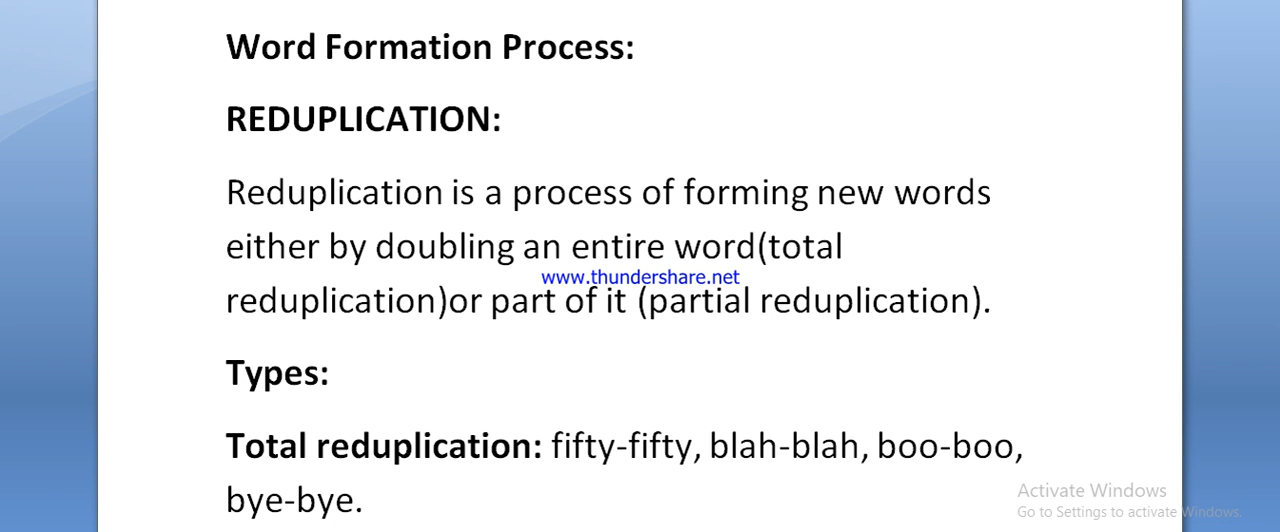 Word Formation Process:
REDUPLICATION:
Reduplication is a process of forming new words
either by doubling an entire word(total
www.thundershare.net
reduplication)or part of it (partial reduplication).
Types:
Total reduplication: fifty-fifty, blah-blah, boo-boo,
bye-bye.
Activate Windows
Go to Settings to activate Windows.